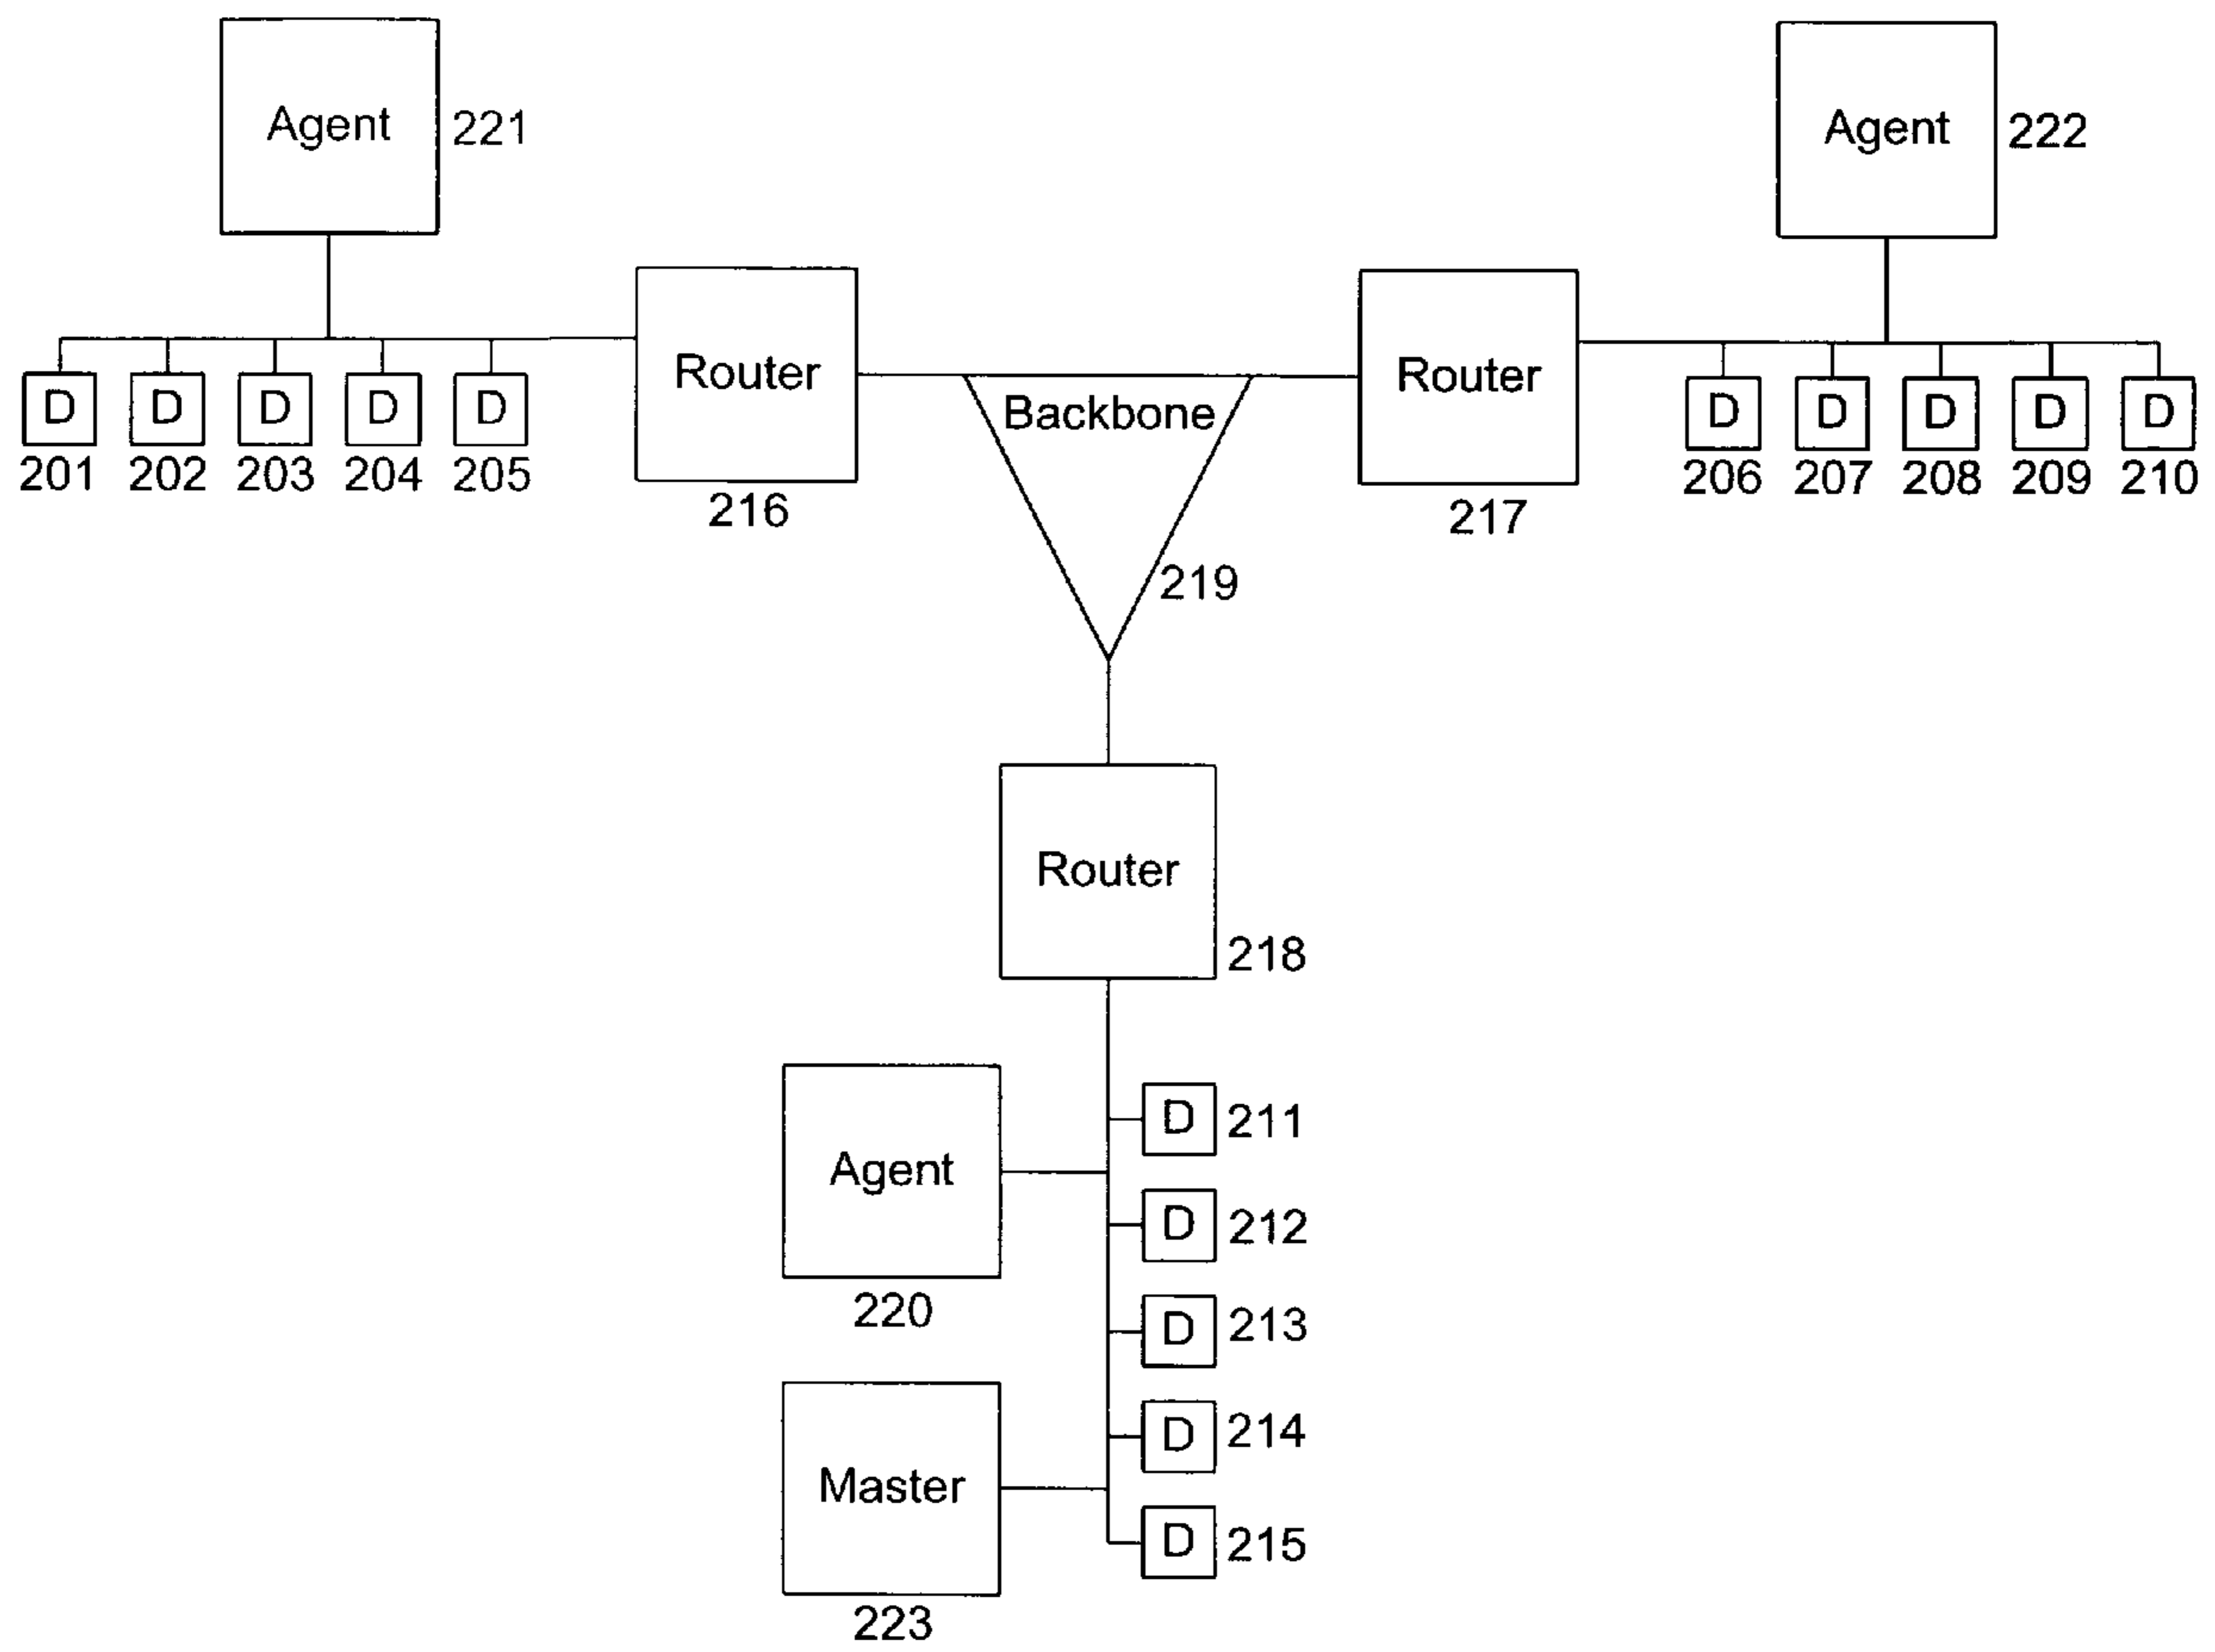 Agent 221
Agent 222
Router
216
Backbone
219
Router
217
D D D D D
201 202 203 204 205
D D D D D
206 207 208 209 210
Router
218
Agent
220
D 211
D 212
D 213
D 214
Master
223
D 215